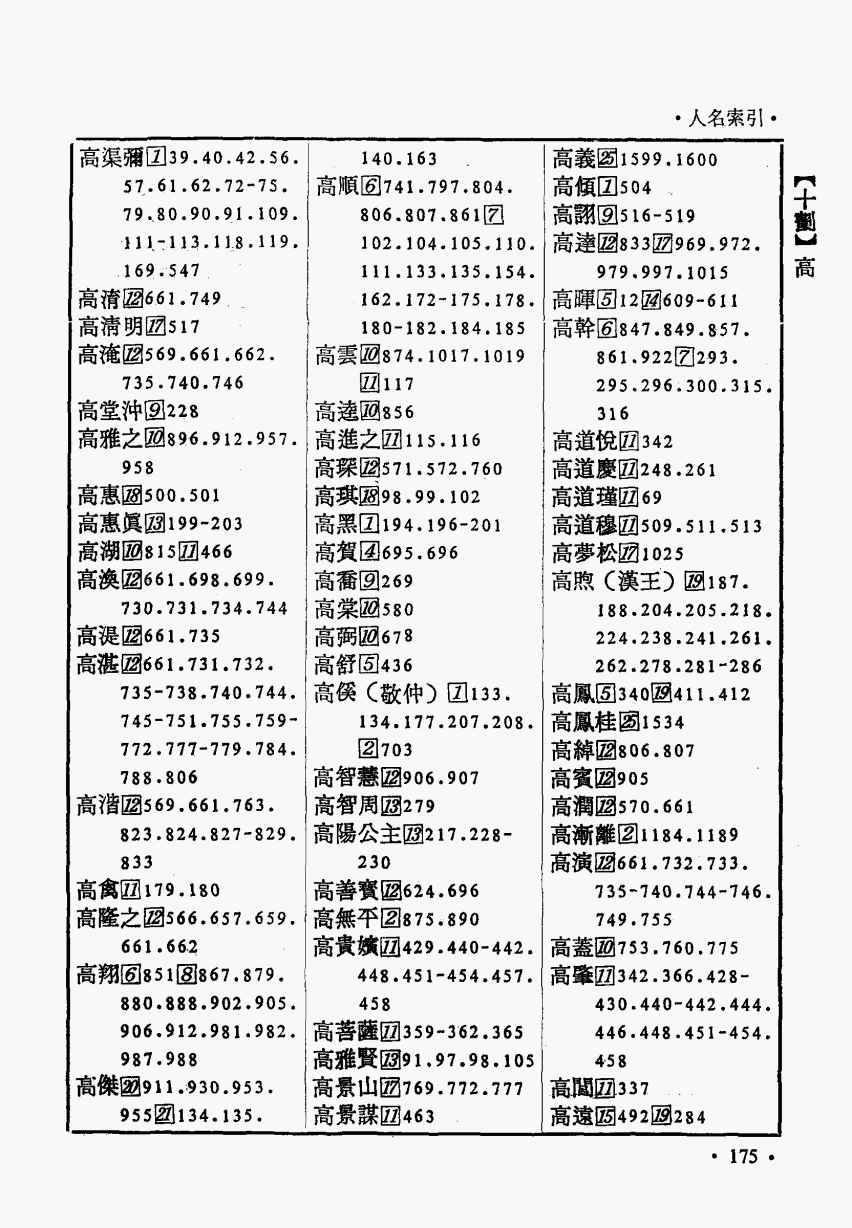 ·人名索引·
【十劃】高
高渠彌[1]39.40.42.56.
57.61.62.72-75.
79.80.90.91.109.
111-113.118.119.
169.547
高清[12]661.749
高清明[17]517
高淹[12]569.661.662.
735.740.746
高堂沖[9]228
高雅之[10]896.912.957.
958
高惠[18]500.501
高惠眞[13]199-203
高湖[10]815[11]466
高渙[12]661.698.699.
730.731.734.744
高湜[12]661.735
高湛[12]661.731.732.
735-738.740.744.
745-751.755.759-
772.777-779.784.
788.806
高湝[12]569.661.763.
823.824.827-829.
833
高禽[11]179.180
高隆之[12]566.657.659.
661.662
高翔[6]851[8]867.879.
880.888.902.905.
906.912.981.982.
987.988
高傑[20]911.930.953.
955[21]134.135.
140.163
高順[6]741.797.804.
806.807.861[7]
102.104.105.110.
111.133.135.154.
162.172-175.178.
180-182.184.185
高雲[10]874.1017.1019
[11]117
高逵[10]856
高進之[11]115.116
高琛[12]571.572.760
高琪[18]98.99.102
高黑[1]194.196-201
高賀[4]695.696
高喬[9]269
高棠[10]580
高弼[10]678
高舒[5]436
高傒（敬仲）[1]133.
134.177.207.208.
[2]703
高智慧[12]906.907
高智周[13]279
高陽公主[13]217.228-
230
高善寶[12]624.696
高無平[2]875.890
高貴嬪[11]429.440-442.
448.451-454.457.
458
高菩薩[11]359-362.365
高雅賢[13]91.97.98.105
高景山[17]769.772.777
高景謀[11]463
高義[25]1599.1600
高傾[1]504
高詡[9]516-519
高達[12]833[17]969.972.
979.997.1015
高暉[5]12[14]609-611
高幹[6]847.849.857.
861.922[7]293.
295.296.300.315.
316
高道悅[11]342
高道慶[11]248.261
高道瑾[11]69
高道穆[11]509.511.513
高夢松[17]1025
高煦（漢王）[19]187.
188.204.205.218.
224.238.241.261.
262.278.281-286
高鳳[5]340[19]411.412
高鳳桂[25]1534
高綽[12]806.807
高賓[12]905
高潤[12]570.661
高漸離[2]1184.1189
高演[12]661.732.733.
735-740.744-746.
749.755
高蓋[10]753.760.775
高肇[11]342.366.428-
430.440-442.444.
446.448.451-454.
458
高閭[11]337
高遠[15]492[19]284
·175·